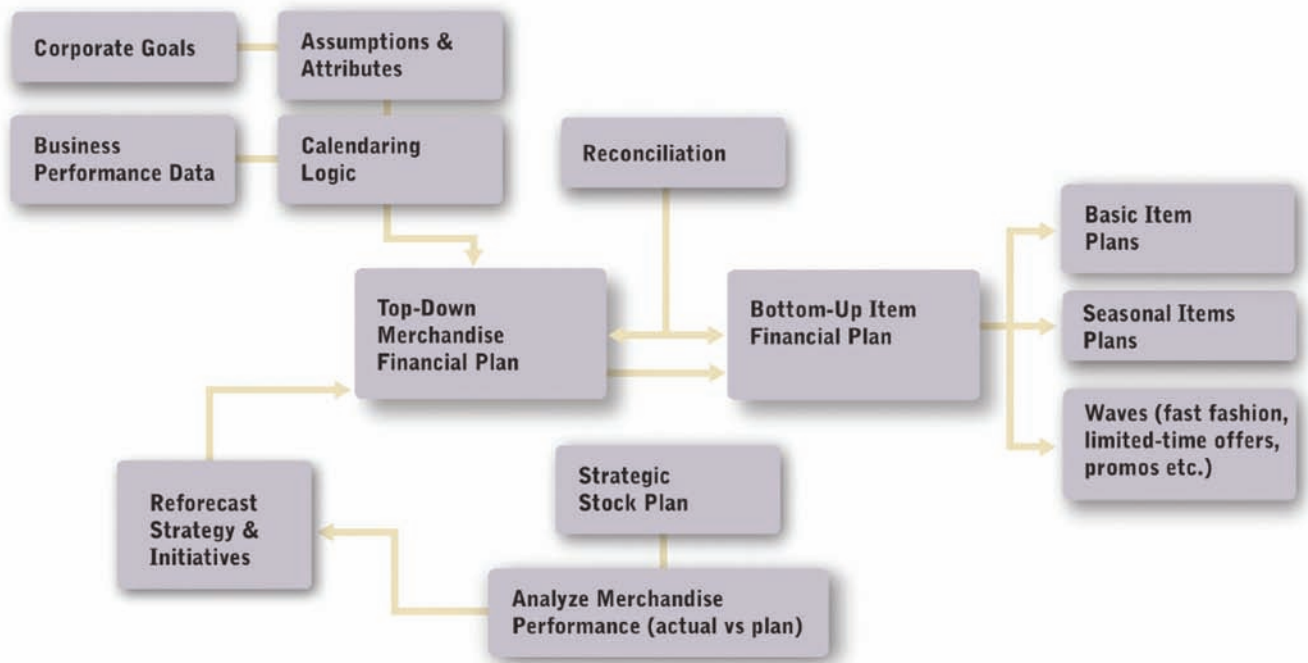 Corporate Goals
Assumptions &
Attributes
Business
Performance Data
Calendaring
Logic
Reconciliation
Top-Down
Merchandise
Financial Plan
Bottom-Up Item
Financial Plan
Basic Item
Plans
Seasonal Items
Plans
Waves (fast fashion,
limited-time offers,
promos etc.)
Reforecast
Strategy &
Initiatives
Strategic
Stock Plan
Analyze Merchandise
Performance (actual vs plan)